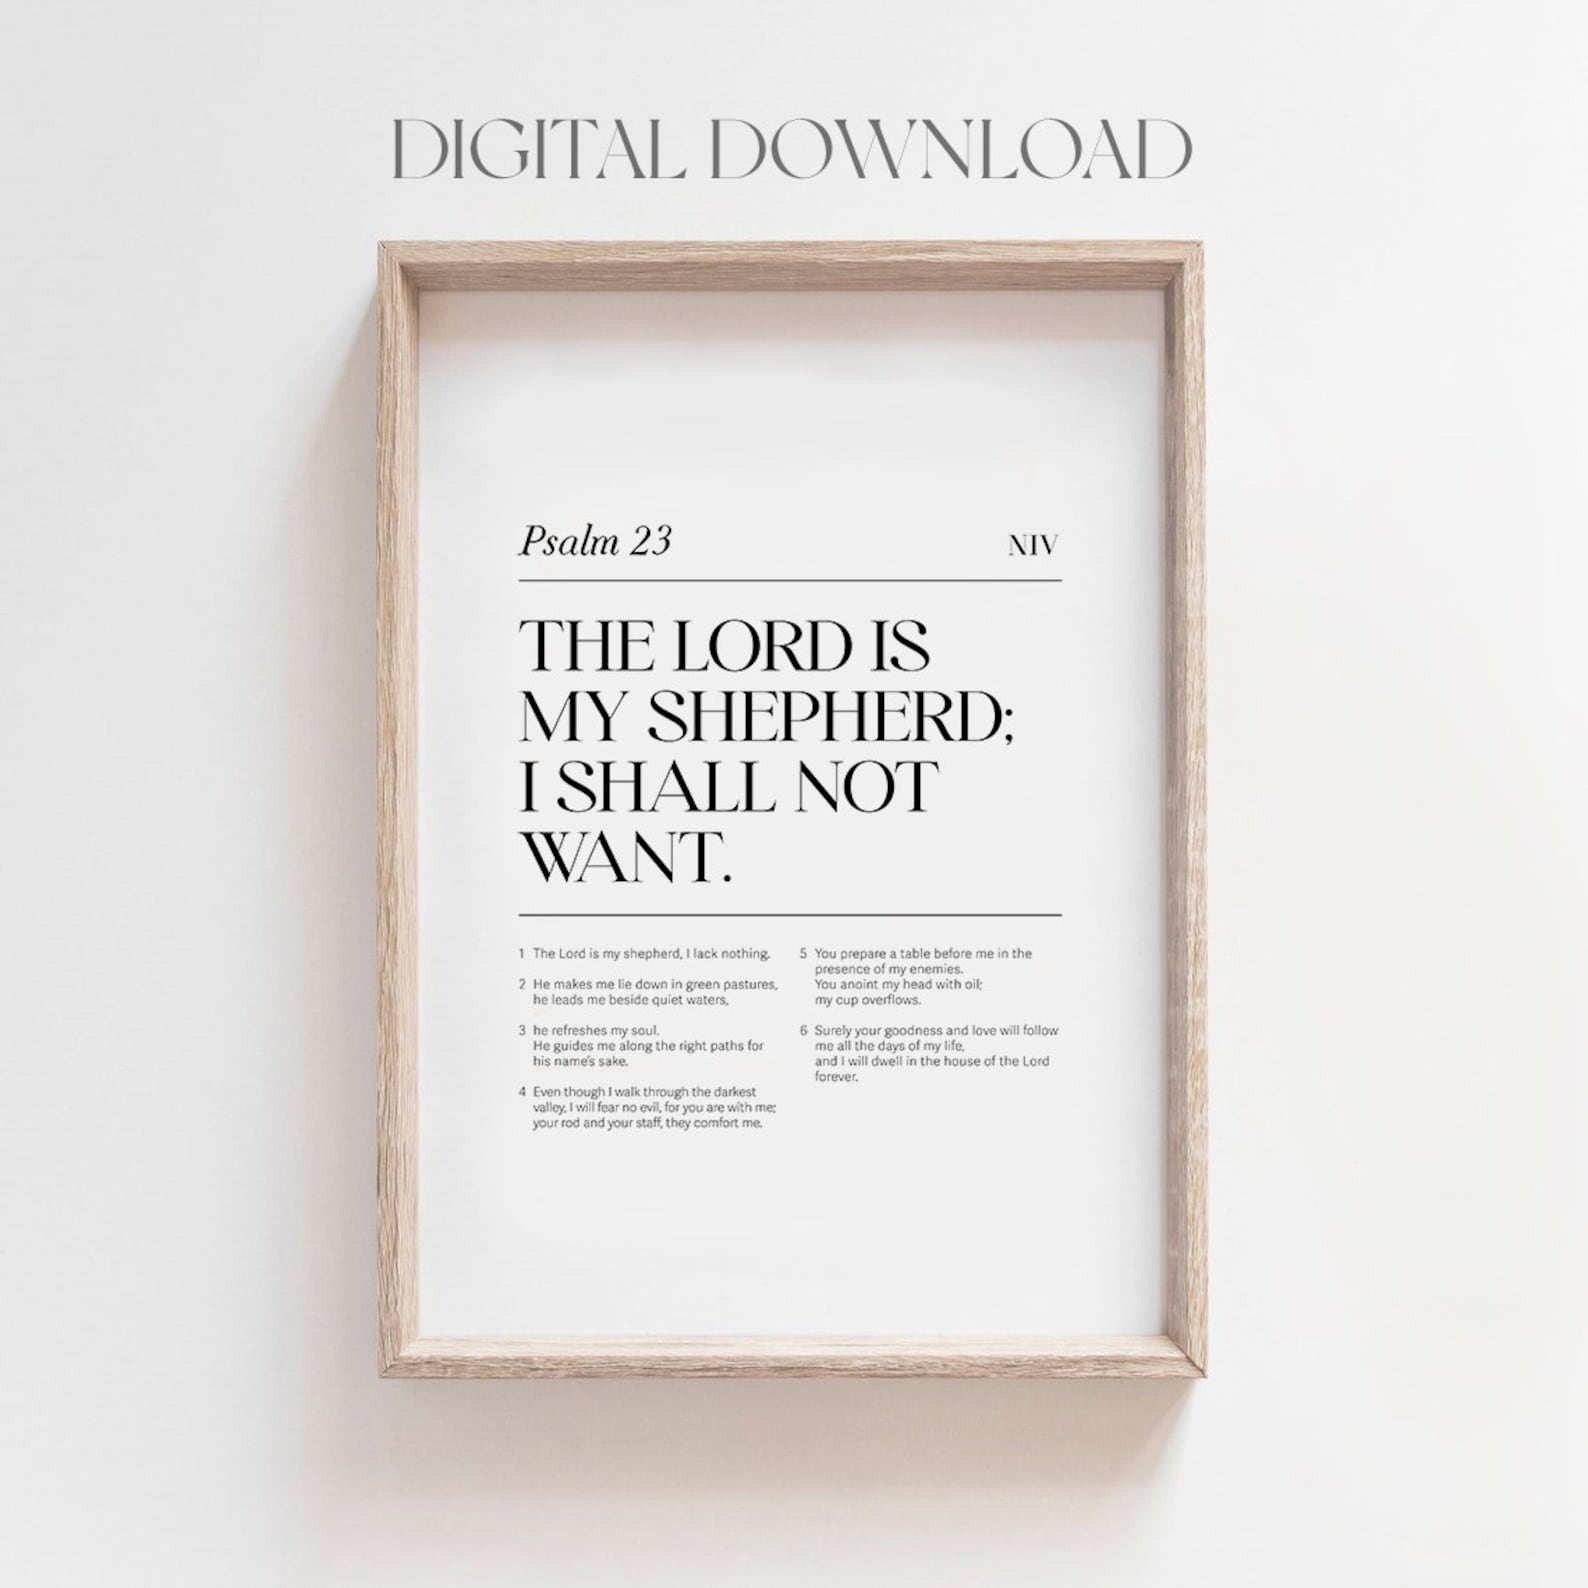 DIGITAL DOWNLOAD
Psalm 23
NIV
THE LORD IS
MY SHEPHERD;
I SHALL NOT
WANT.
1 The Lord is my shepherd, I lack nothing.
2 He makes me lie down in green pastures,
he leads me beside quiet waters,
3 he refreshes my soul.
He guides me along the right paths for
his name's sake.
4 Even though I walk through the darkest
valley, I will fear no evil, for you are with me;
your rod and your staff, they comfort me.
5 You prepare a table before me in the
presence of my enemies.
You anoint my head with oil;
my cup overflows.
6 Surely your goodness and love will follow
me all the days of my life,
and I will dwell in the house of the Lord
forever.